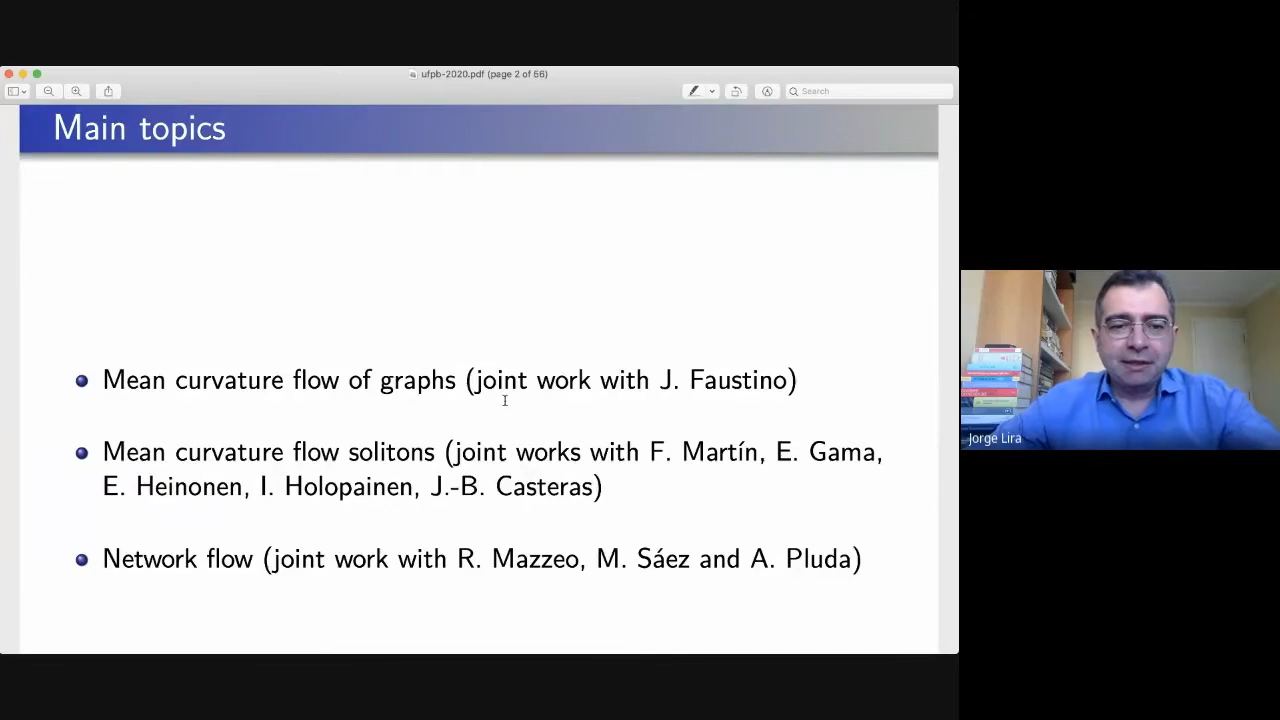 ufpb-2020.pdf (page 2 of 56)
Search
Main topics
Mean curvature flow of graphs (joint work with J. Faustino)
Mean curvature flow solitons (joint works with F. Martín, E. Gama,
E. Heinonen, I. Holopainen, J.-B. Casteras)
Network flow (joint work with R. Mazzeo, M. Sáez and A. Pluda)
Jorge Lira